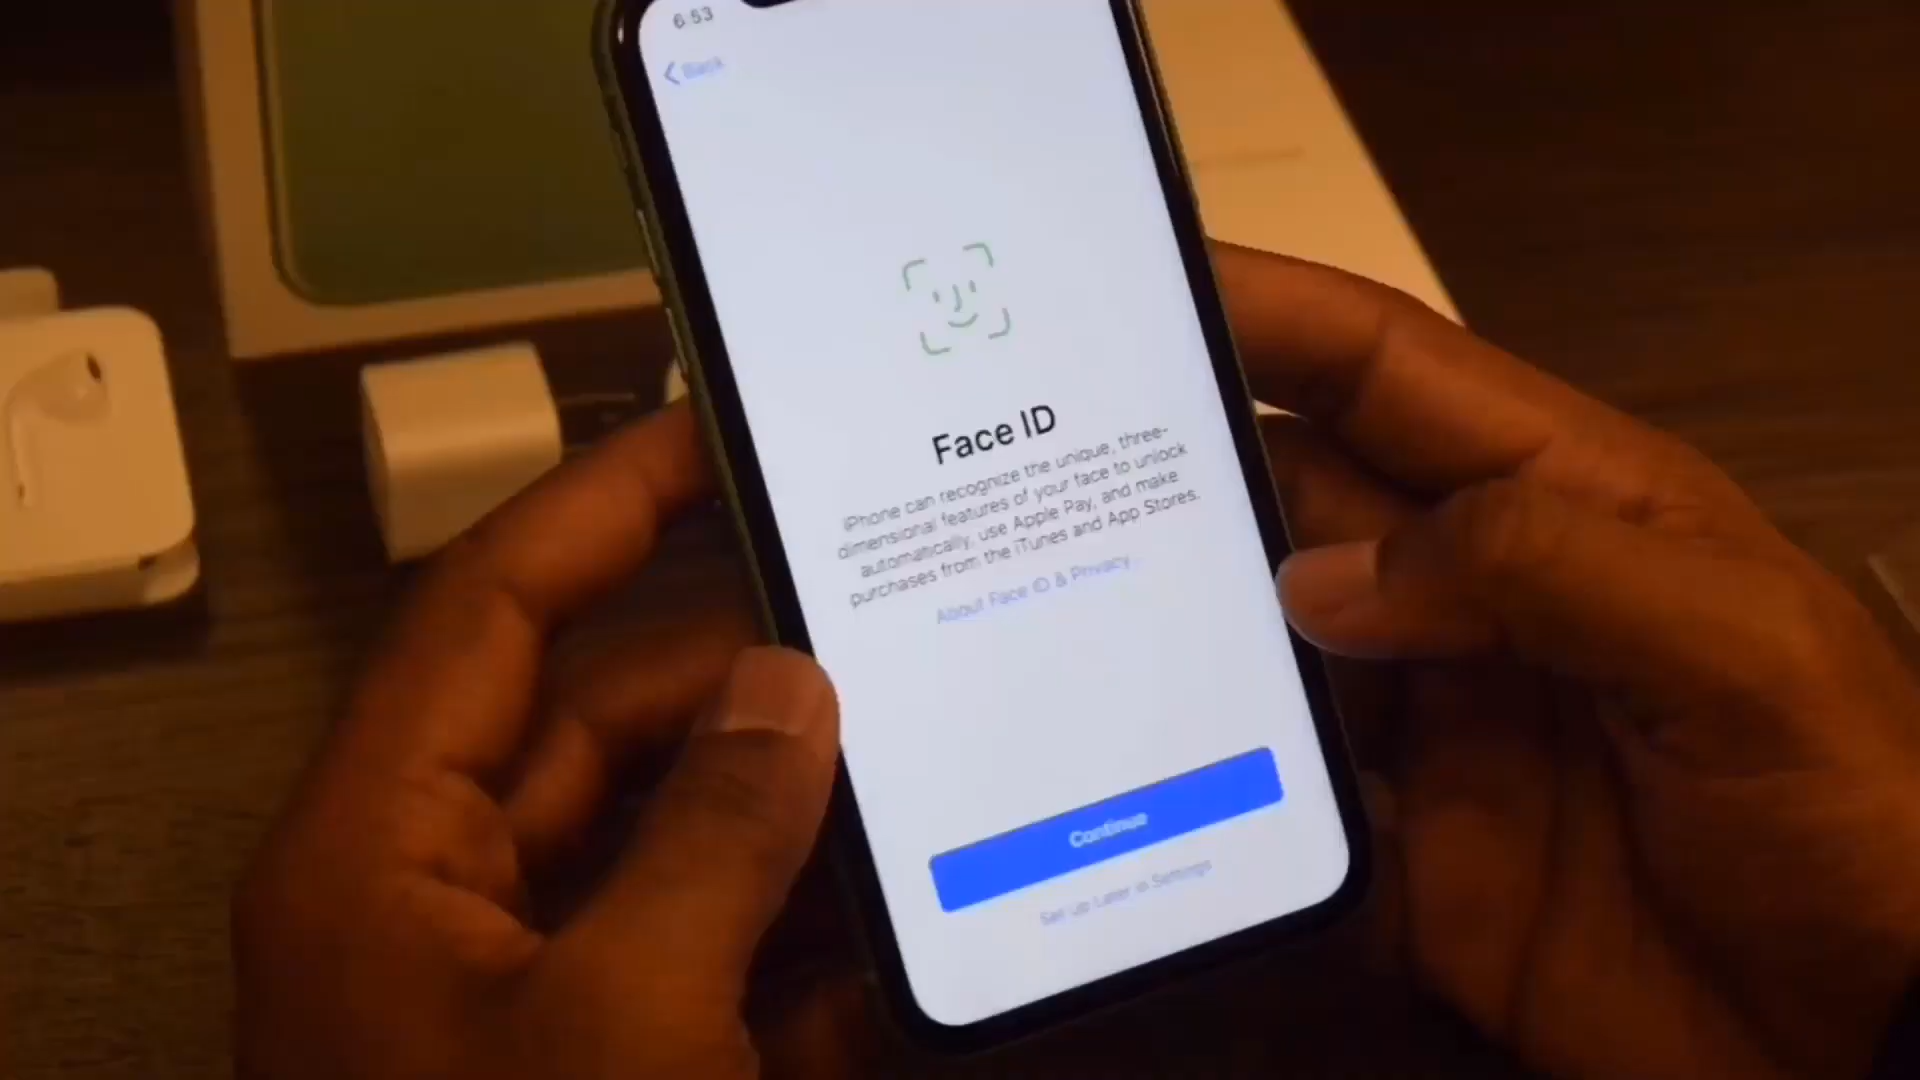 6:53
Back
Face ID
iPhone can recognize the unique, three-
dimensional features of your face to unlock
automatically, use Apple Pay, and make
purchases from the iTunes and App Stores.
About Face ID & Privacy...
Continue
Set Up Later in Settings